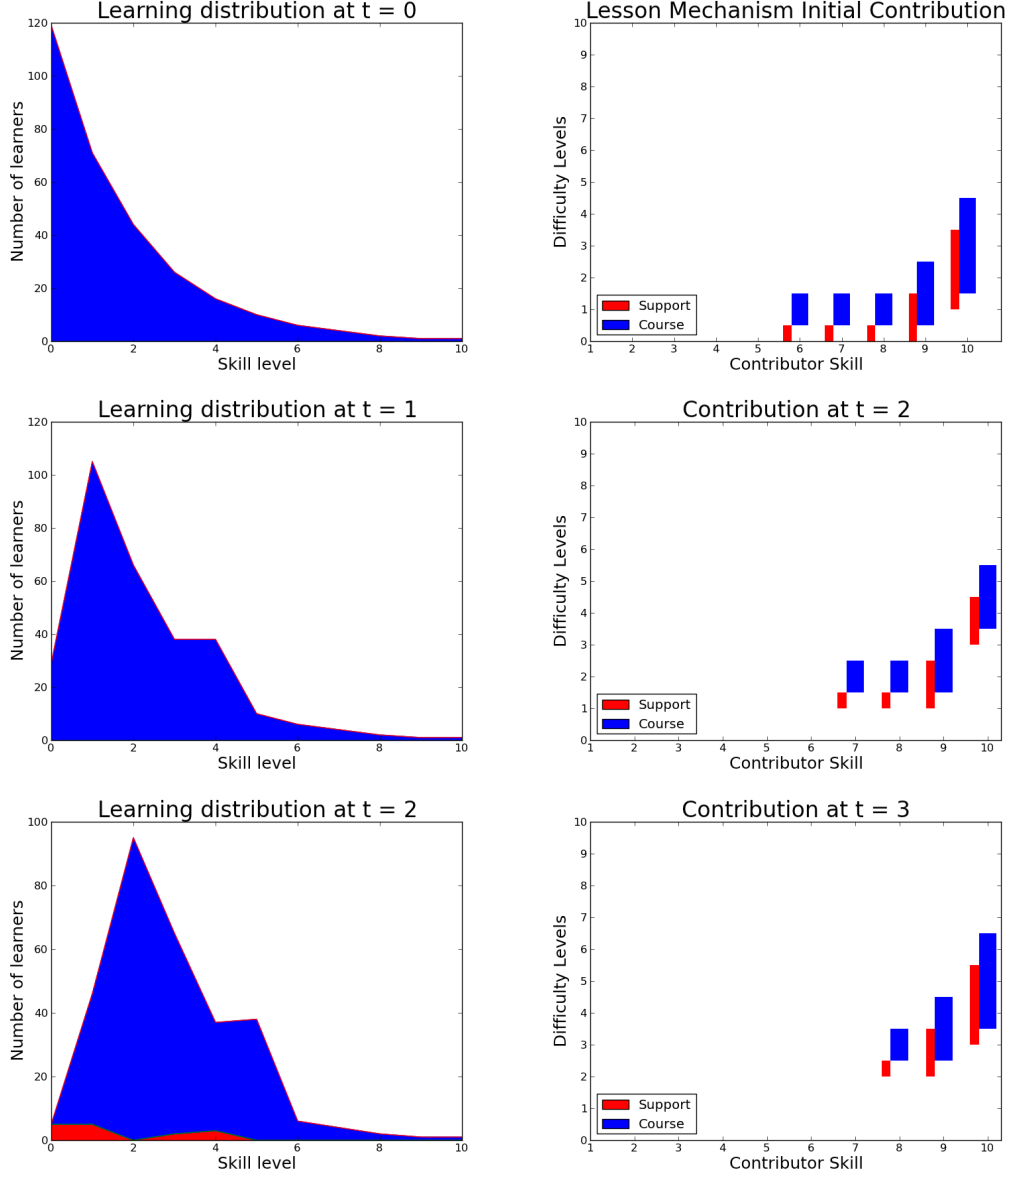 Learning distribution at t = 0
120
100
80
60
40
20
0
Number of learners
0 2 4 6 8 10
Skill level
Lesson Mechanism Initial Contribution
10
9
8
7
6
5
4
3
2
1
0
Difficulty Levels
Support
Course
1 2 3 4 5 6 7 8 9 10
Contributor Skill
Learning distribution at t = 1
120
100
80
60
40
20
0
Number of learners
0 2 4 6 8 10
Skill level
Contribution at t = 2
10
9
8
7
6
5
4
3
2
1
0
Difficulty Levels
Support
Course
1 2 3 4 5 6 7 8 9 10
Contributor Skill
Learning distribution at t = 2
100
80
60
40
20
0
Number of learners
0 2 4 6 8 10
Skill level
Contribution at t = 3
10
9
8
7
6
5
4
3
2
1
0
Difficulty Levels
Support
Course
1 2 3 4 5 6 7 8 9 10
Contributor Skill